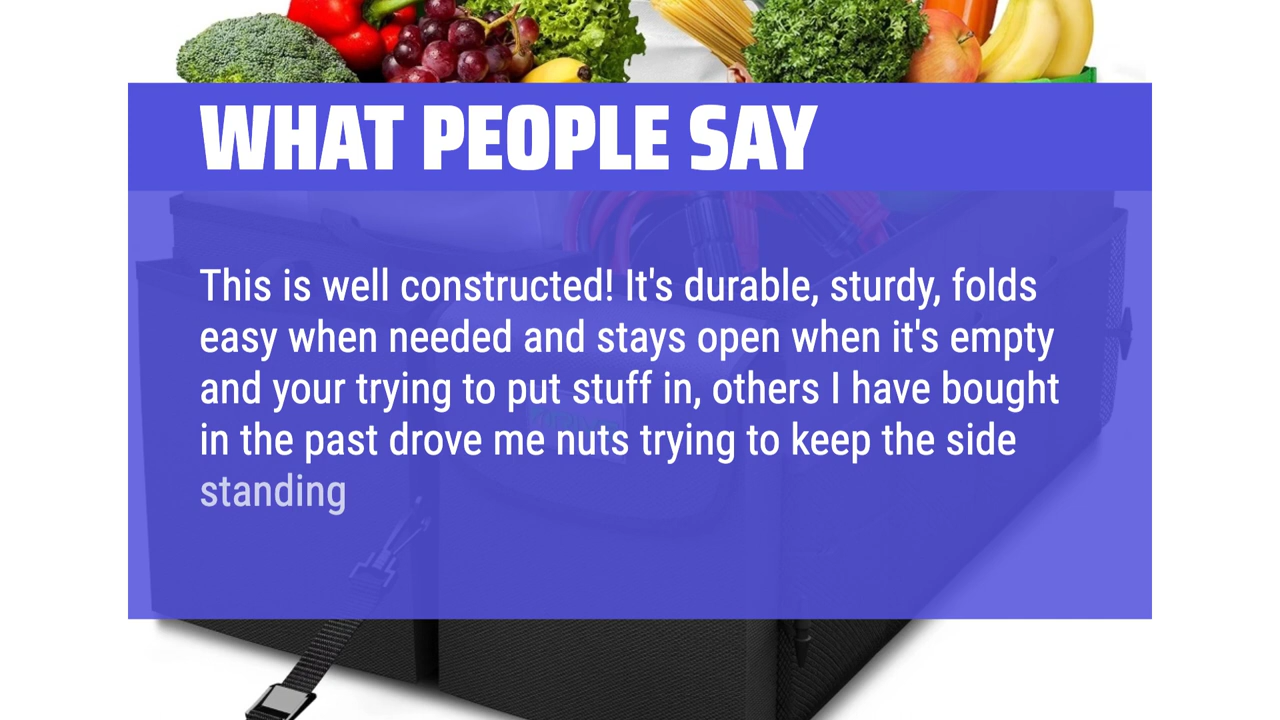 WHAT PEOPLE SAY
This is well constructed! It's durable, sturdy, folds
easy when needed and stays open when it's empty
and your trying to put stuff in, others I have bought
in the past drove me nuts trying to keep the side
standing